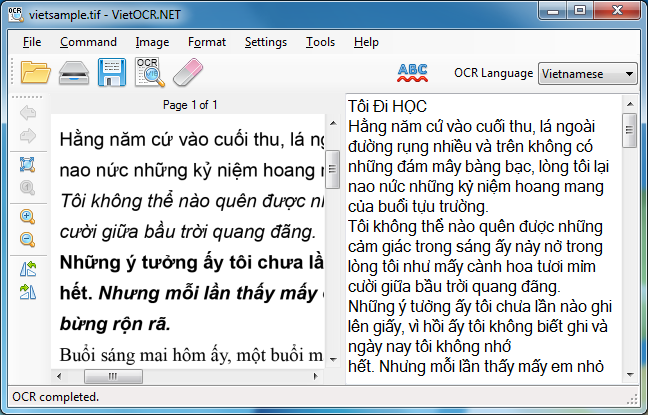 vietsample.tif - VietOCR.NET
File Command Image Format Settings Tools Help
OCR
ABC
OCR Language Vietnamese
Page 1 of 1
Hằng năm cứ vào cuối thu, lá ng
nao nức những kỷ niệm hoang
Tôi không thể nào quên được nh
cười giữa bầu trời quang đãng.
Những ý tưởng ấy tôi chưa lầ
hết. Nhưng mỗi lần thấy mấy
bừng rộn rã.
Buổi sáng mai hôm ấy, một buổi m
Tôi Đi HỌC
Hằng năm cứ vào cuối thu, lá ngoài
đường rụng nhiều và trên không có
những đám mây bàng bạc, lòng tôi lại
nao nức những kỷ niệm hoang mang
của buổi tựu trường.
Tôi không thể nào quên được những
cảm giác trong sáng ấy nảy nở trong
lòng tôi như mấy cành hoa tươi mỉm
cười giữa bầu trời quang đãng.
Những ý tưởng ấy tôi chưa lần nào ghi
lên giấy, vì hồi ấy tôi không biết ghi và
ngày nay tôi không nhớ
hết. Nhưng mỗi lần thấy mấy em nhỏ
OCR completed.